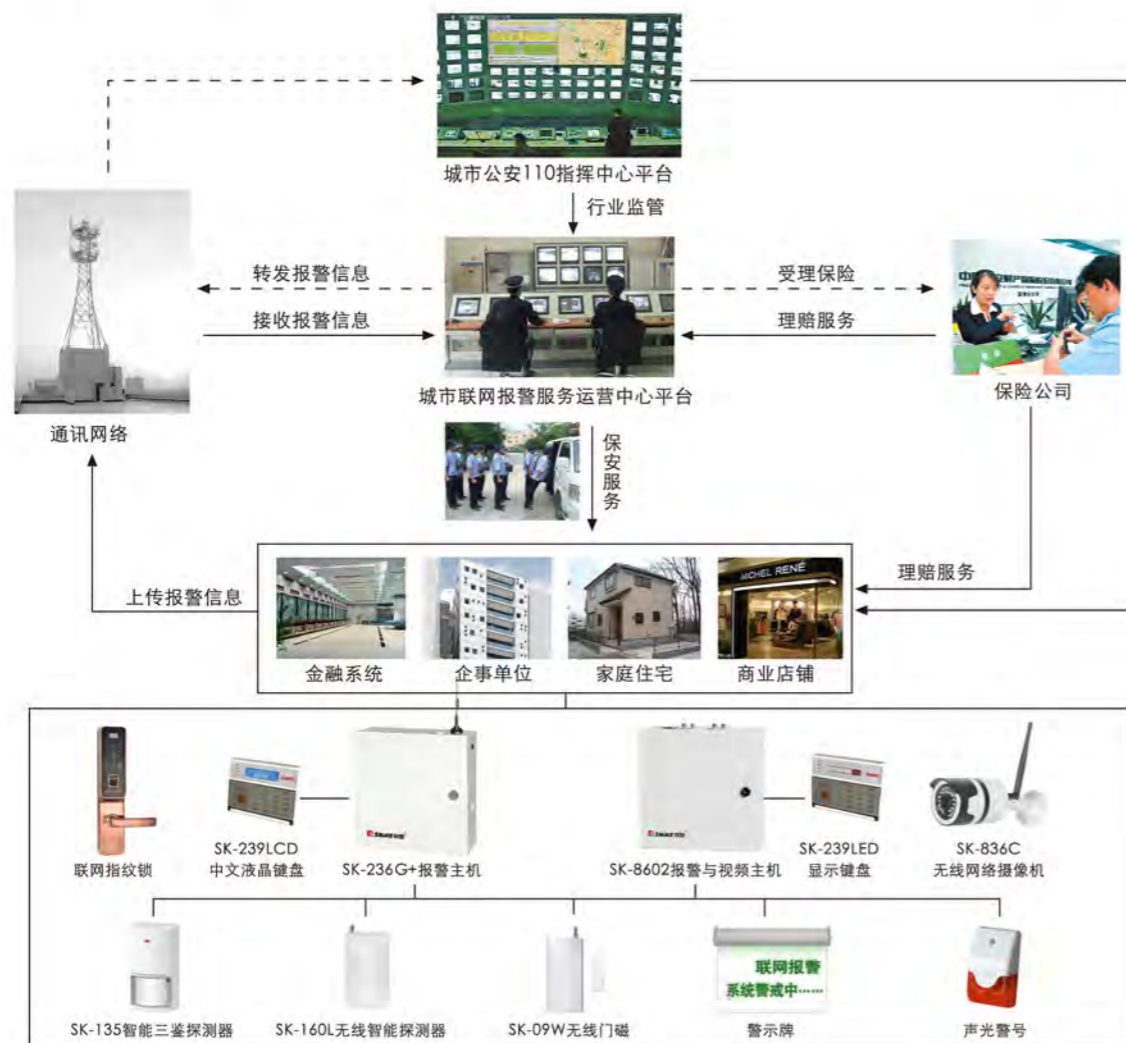 城市公安110指挥中心平台
行业监管
转发报警信息
受理保险
接收报警信息
理赔服务
城市联网报警服务运营中心平台
保险公司
通讯网络
保安服务
MICHEL RENÉ
理赔服务
上传报警信息
金融系统
企事单位
家庭住宅
商业店铺
联网指纹锁
SK-239LCD
中文液晶键盘
SK-236G+报警主机
SK-8602报警与视频主机
SK-239LED
显示键盘
SK-836C
无线网络摄像机
联网报警
系统警戒中……
SK-135智能三鉴探测器
SK-160L无线智能探测器
SK-09W无线门磁
警示牌
声光警号